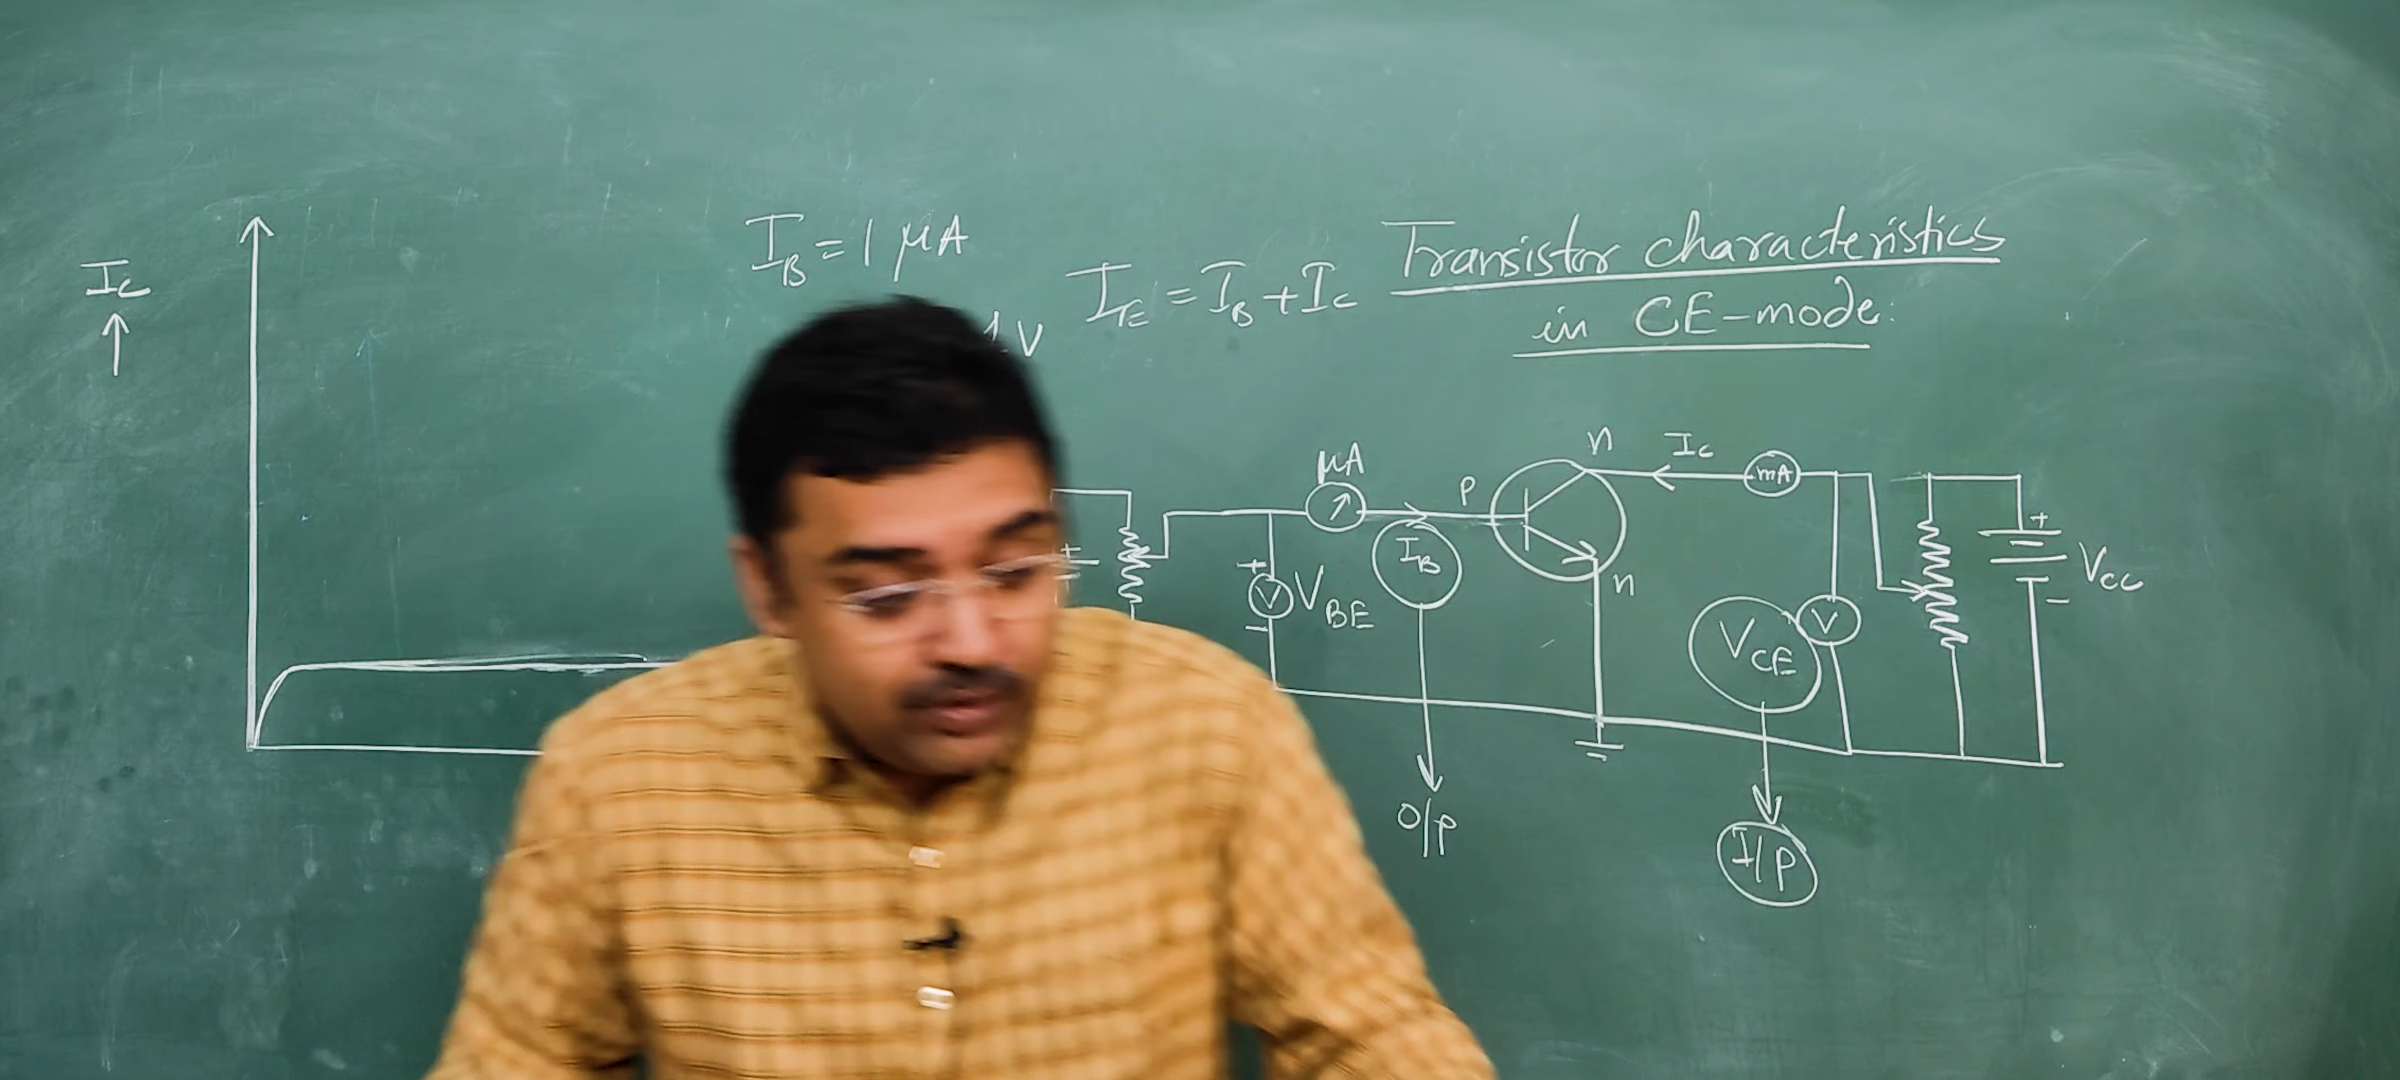 I_C
↑
I_B = 1 μA
1 V
I_E = I_B + I_C
Transistor characteristics
in CE-mode.
μA
I_B
P
n
n
I_C
mA
+
V
-
V_BE
+
V_CE
V
+
-
V_CC
O/P
I/P